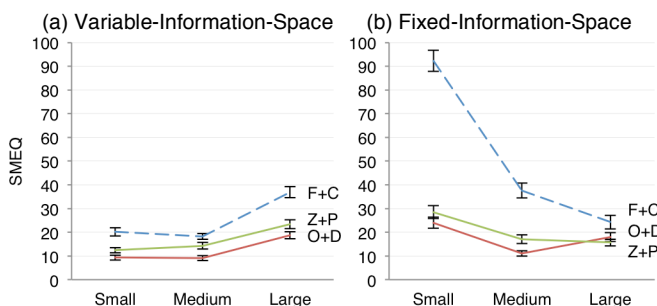 (a) Variable-Information-Space
(b) Fixed-Information-Space
SMEQ
100
90
80
70
60
50
40
30
20
10
0
F+C
Z+P
O+D
Small Medium Large
100
90
80
70
60
50
40
30
20
10
0
F+C
O+D
Z+P
Small Medium Large